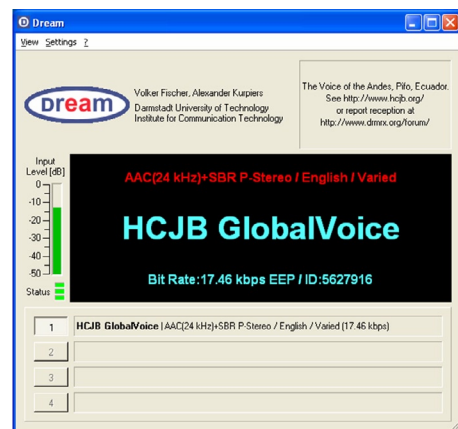 Dream
View Settings ?
Dream
Volker Fischer, Alexander Kurpiers
Darmstadt University of Technology
Institute for Communication Technology
The Voice of the Andes, Pifo, Ecuador.
See http://www.hcjb.org/
or report reception at
http://www.drmrx.org/forum/
Input
Level [dB]
0
-10
-20
-30
-40
-50
Status
AAC(24 kHz)+SBR P-Stereo / English / Varied
HCJB GlobalVoice
Bit Rate:17.46 kbps EEP / ID:5627916
1 HCJB GlobalVoice | AAC(24 kHz)+SBR P-Stereo / English / Varied (17.46 kbps)
2
3
4